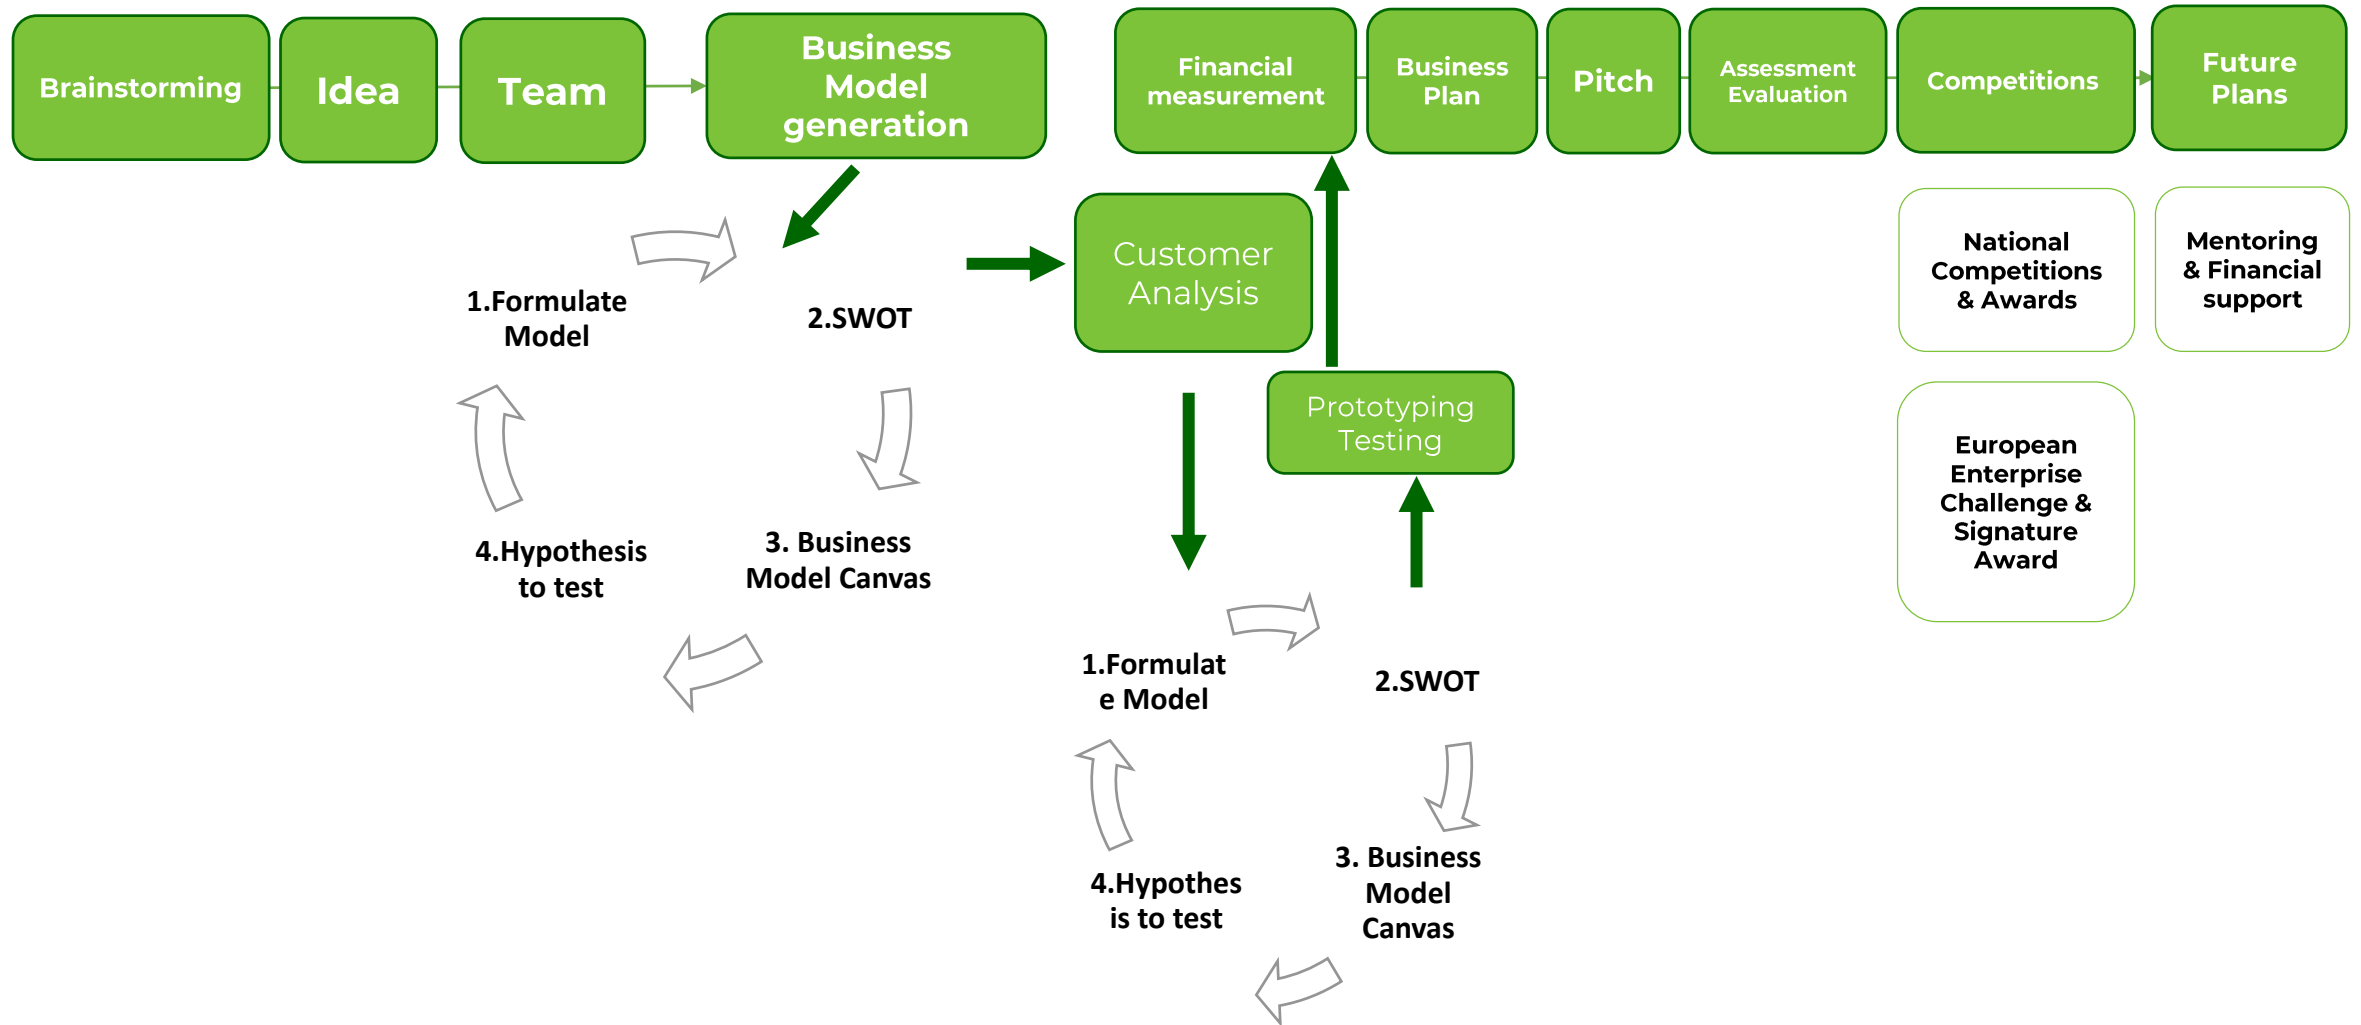 Brainstorming
Idea
Team
Business
Model
generation
Financial
measurement
Business
Plan
Pitch
Assessment
Evaluation
Competitions
Future
Plans
1.Formulate
Model
2.SWOT
3. Business
Model Canvas
4.Hypothesis
to test
Customer
Analysis
Prototyping
Testing
1.Formulat
e Model
2.SWOT
3. Business
Model
Canvas
4.Hypothes
is to test
National
Competitions
& Awards
Mentoring
& Financial
support
European
Enterprise
Challenge &
Signature
Award